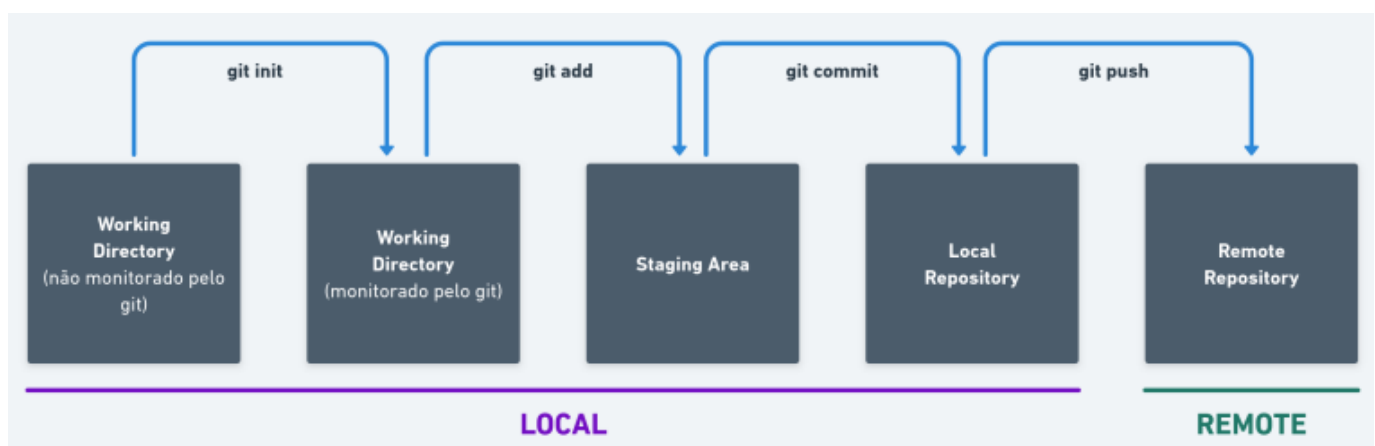 git init
git add
git commit
git push
Working
Directory
(não monitorado pelo
git)
Working
Directory
(monitorado pelo git)
Staging Area
Local
Repository
Remote
Repository
LOCAL
REMOTE